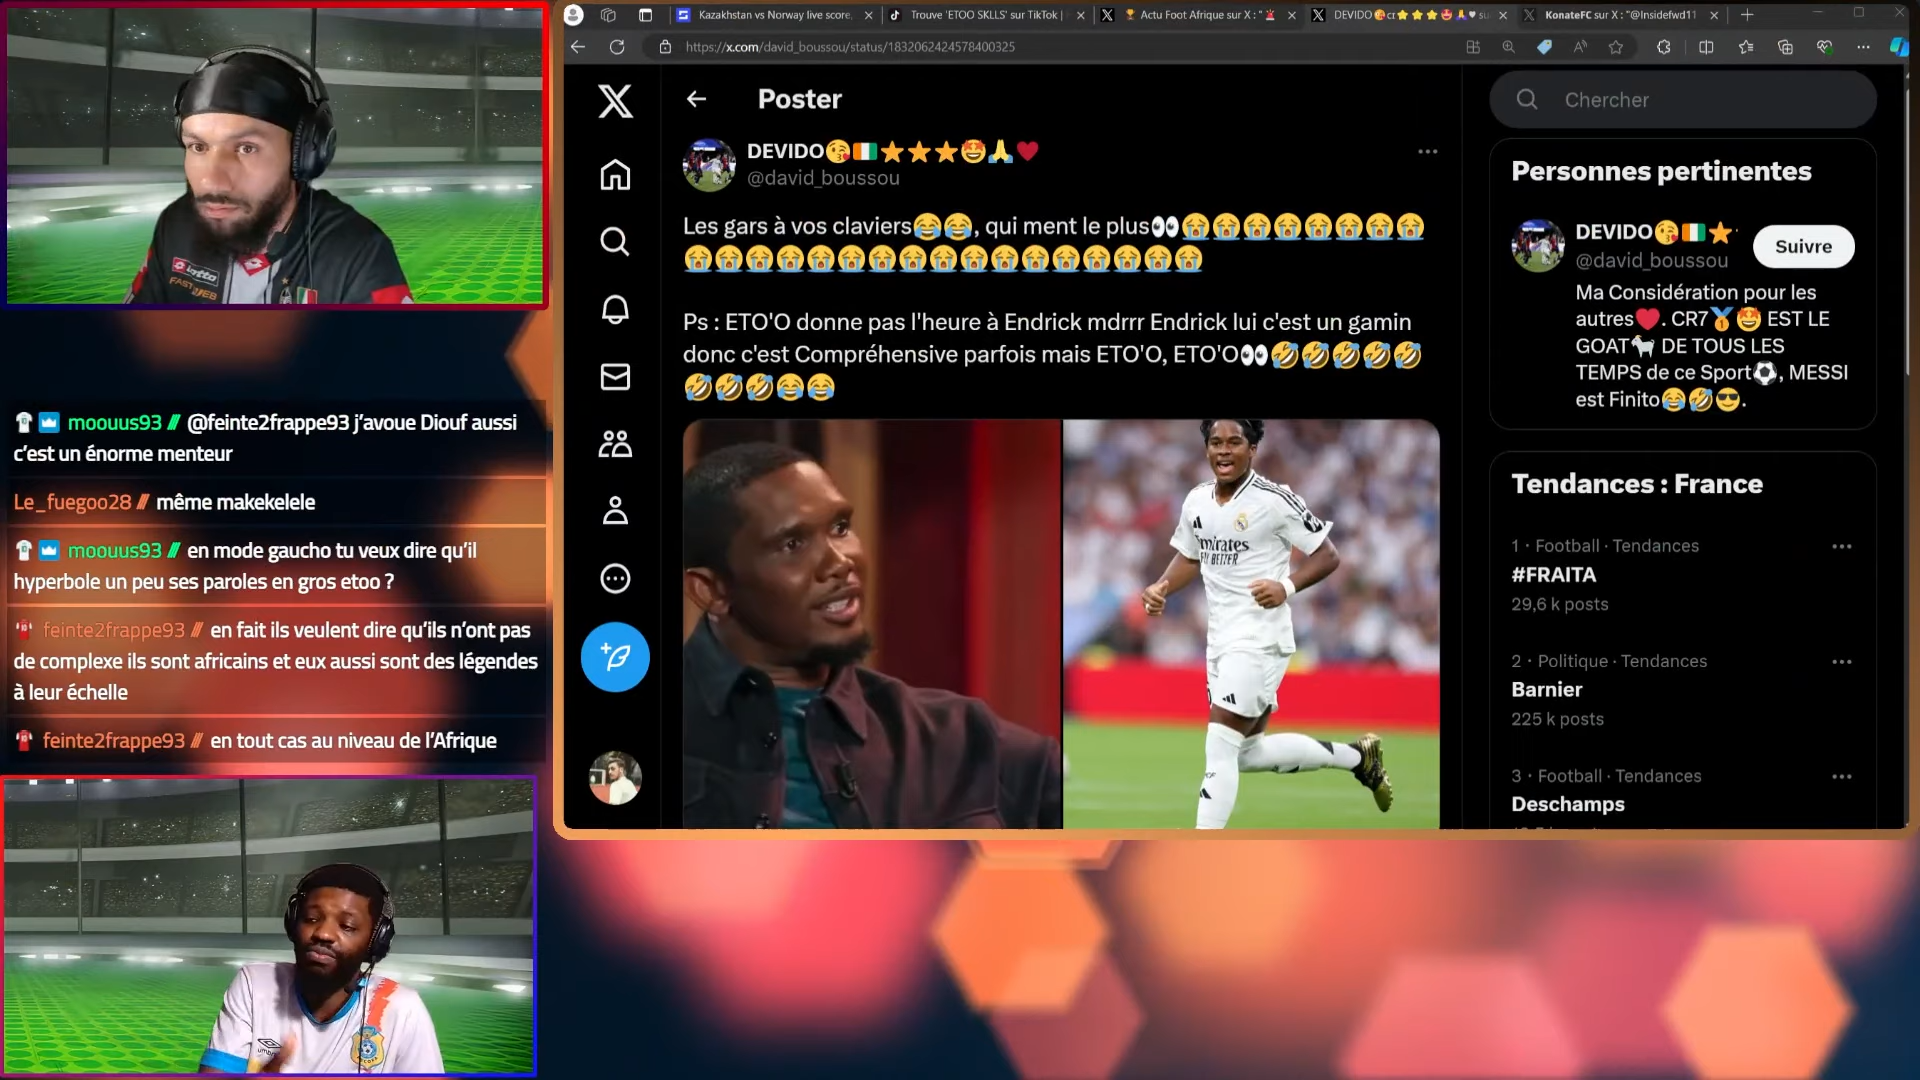 Kazakhstan vs Norway live score,
Trouve 'ETOO SKLLS' sur TikTok |
Actu Foot Afrique sur X : "
DEVIDO😘🇨🇮⭐⭐⭐🤩🙏♥ su
KonateFC sur X : "@Insidefwd11
https://x.com/david_boussou/status/1832062424578400325
Poster
DEVIDO😘🇨🇮⭐⭐⭐🤩🙏♥
@david_boussou
Les gars à vos claviers😂😂, qui ment le plus👀😭😭😭😭😭😭😭😭
😭😭😭😭😭😭😭😭😭😭😭😭😭😭😭😭😭
Ps : ETO'O donne pas l'heure à Endrick mdrrr Endrick lui c'est un gamin
donc c'est Compréhensive parfois mais ETO'O, ETO'O👀🤣🤣🤣🤣🤣
🤣🤣🤣😂😂
Emirates
FLY BETTER
Chercher
Personnes pertinentes
DEVIDO😘🇨🇮⭐
@david_boussou
Suivre
Ma Considération pour les
autres♥. CR7🥇🤩 EST LE
GOAT🐐 DE TOUS LES
TEMPS de ce Sport⚽, MESSI
est Finito😂🤣😎.
Tendances : France
1 · Football · Tendances
#FRAITA
29,6 k posts
2 · Politique · Tendances
Barnier
225 k posts
3 · Football · Tendances
Deschamps
lotto
FASTWEB
moouus93 // @feinte2frappe93 j'avoue Diouf aussi
c'est un énorme menteur
Le_fuegoo28 // même makekelele
moouus93 // en mode gaucho tu veux dire qu'il
hyperbole un peu ses paroles en gros etoo ?
feinte2frappe93 // en fait ils veulent dire qu'ils n'ont pas
de complexe ils sont africains et eux aussi sont des légendes
à leur échelle
feinte2frappe93 // en tout cas au niveau de l'Afrique